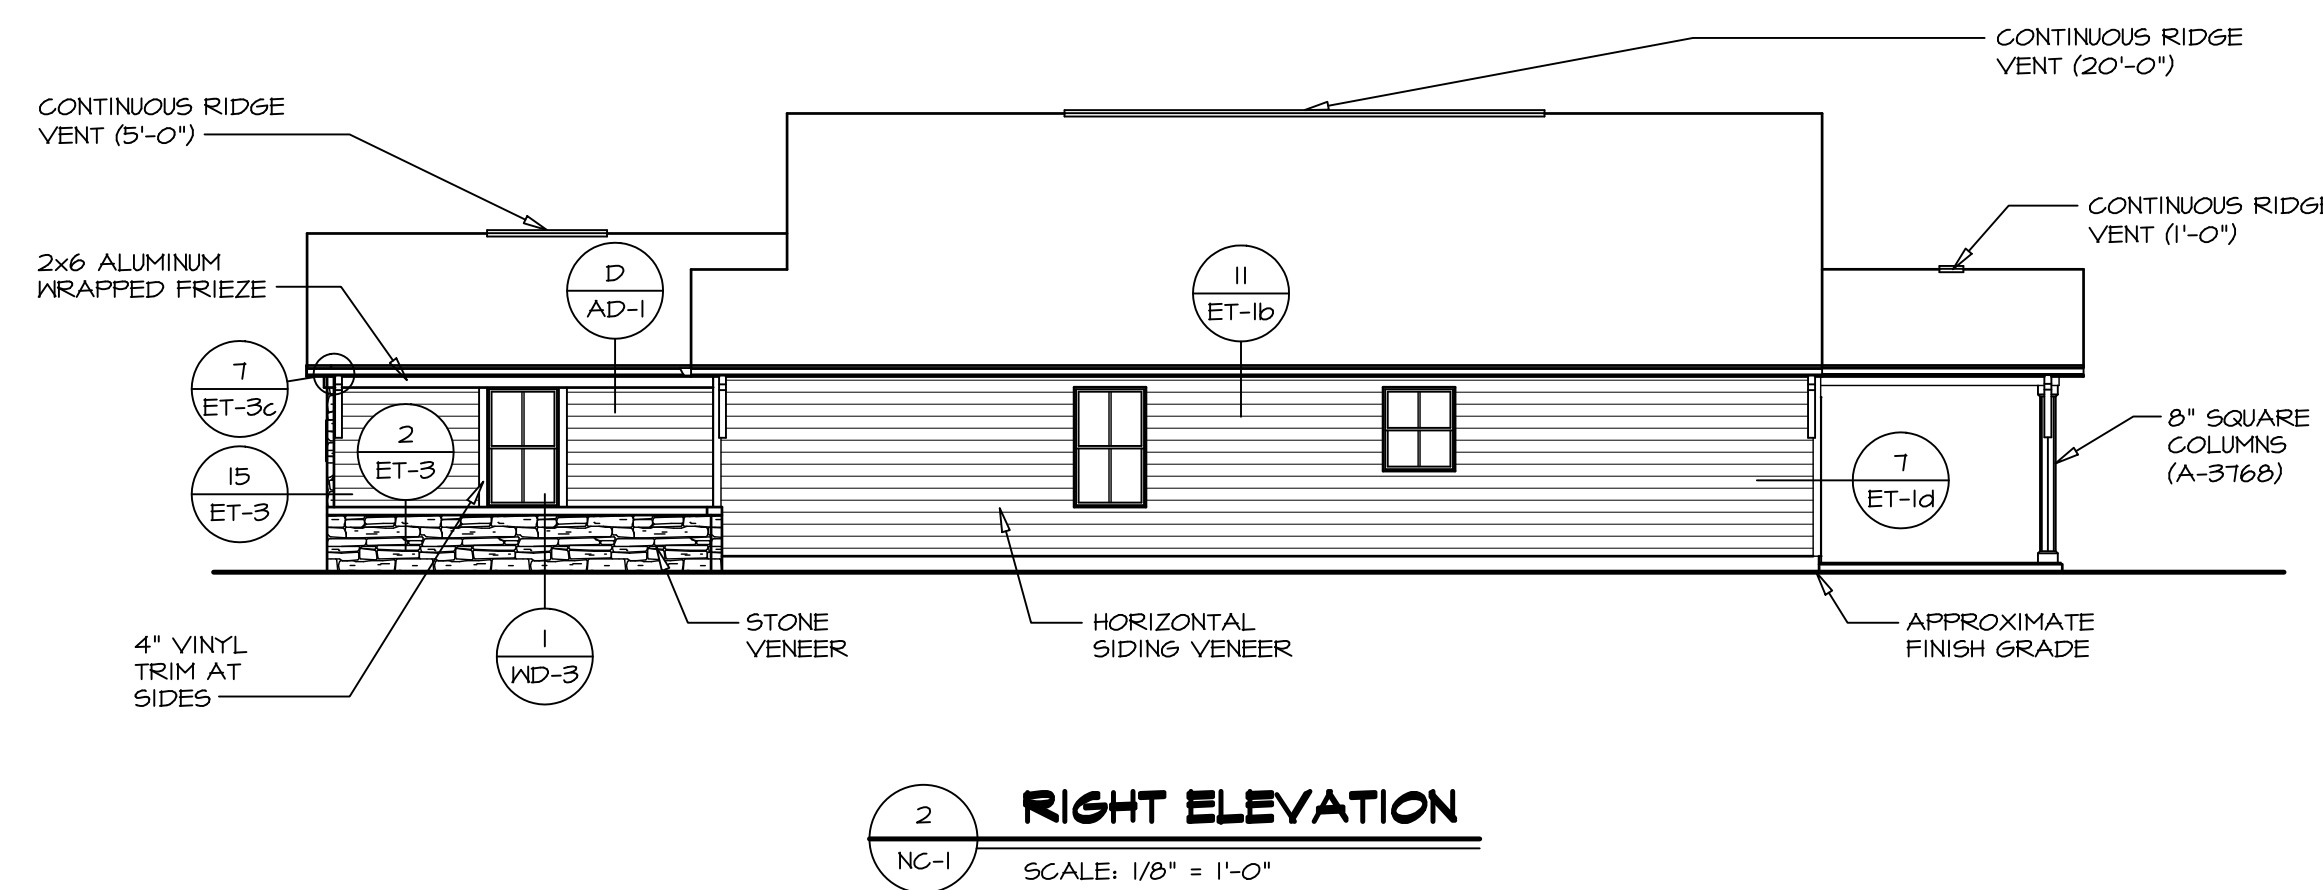 CONTINUOUS RIDGE
VENT (20'-0")
CONTINUOUS RIDGE
VENT (5'-0")
CONTINUOUS RIDGE
VENT (1'-0")
2x6 ALUMINUM
WRAPPED FRIEZE
D
AD-1
11
ET-1b
7
ET-3c
2
ET-3
15
ET-3
7
ET-1d
8" SQUARE
COLUMNS
(A-3768)
1
WD-3
4" VINYL
TRIM AT
SIDES
STONE
VENEER
HORIZONTAL
SIDING VENEER
APPROXIMATE
FINISH GRADE
2
NC-1
RIGHT ELEVATION
SCALE: 1/8" = 1'-0"